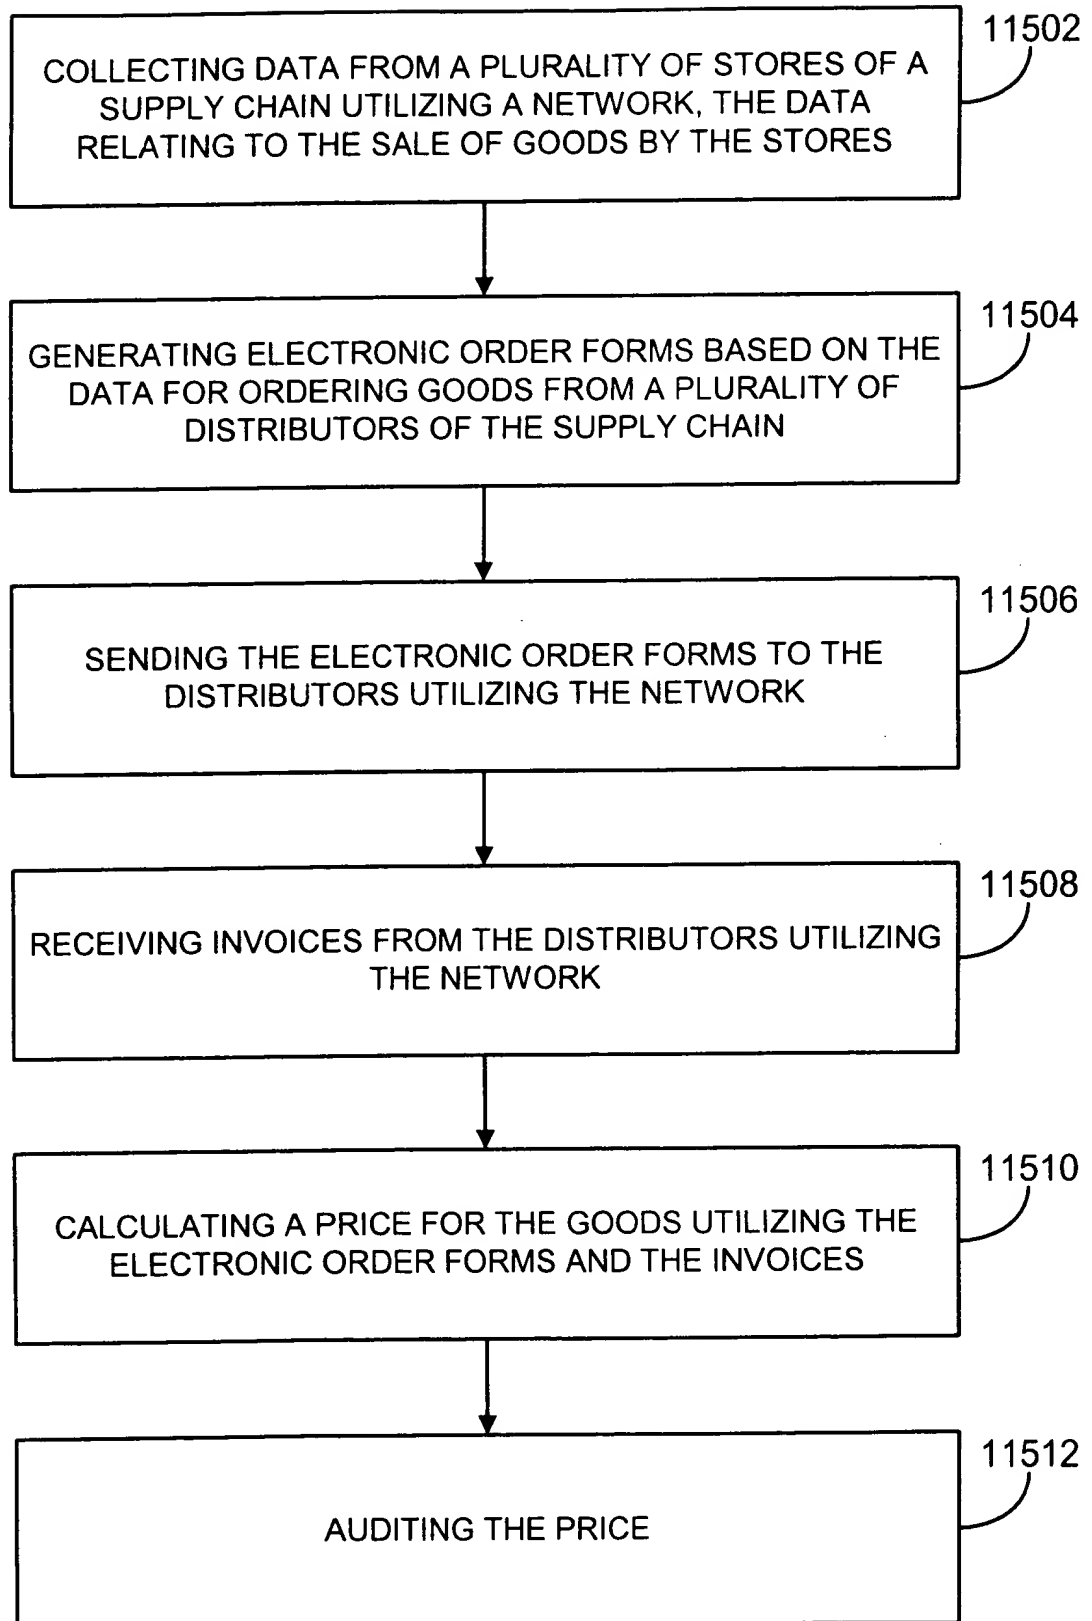 11502
COLLECTING DATA FROM A PLURALITY OF STORES OF A
SUPPLY CHAIN UTILIZING A NETWORK, THE DATA
RELATING TO THE SALE OF GOODS BY THE STORES
11504
GENERATING ELECTRONIC ORDER FORMS BASED ON THE
DATA FOR ORDERING GOODS FROM A PLURALITY OF
DISTRIBUTORS OF THE SUPPLY CHAIN
11506
SENDING THE ELECTRONIC ORDER FORMS TO THE
DISTRIBUTORS UTILIZING THE NETWORK
11508
RECEIVING INVOICES FROM THE DISTRIBUTORS UTILIZING
THE NETWORK
11510
CALCULATING A PRICE FOR THE GOODS UTILIZING THE
ELECTRONIC ORDER FORMS AND THE INVOICES
11512
AUDITING THE PRICE